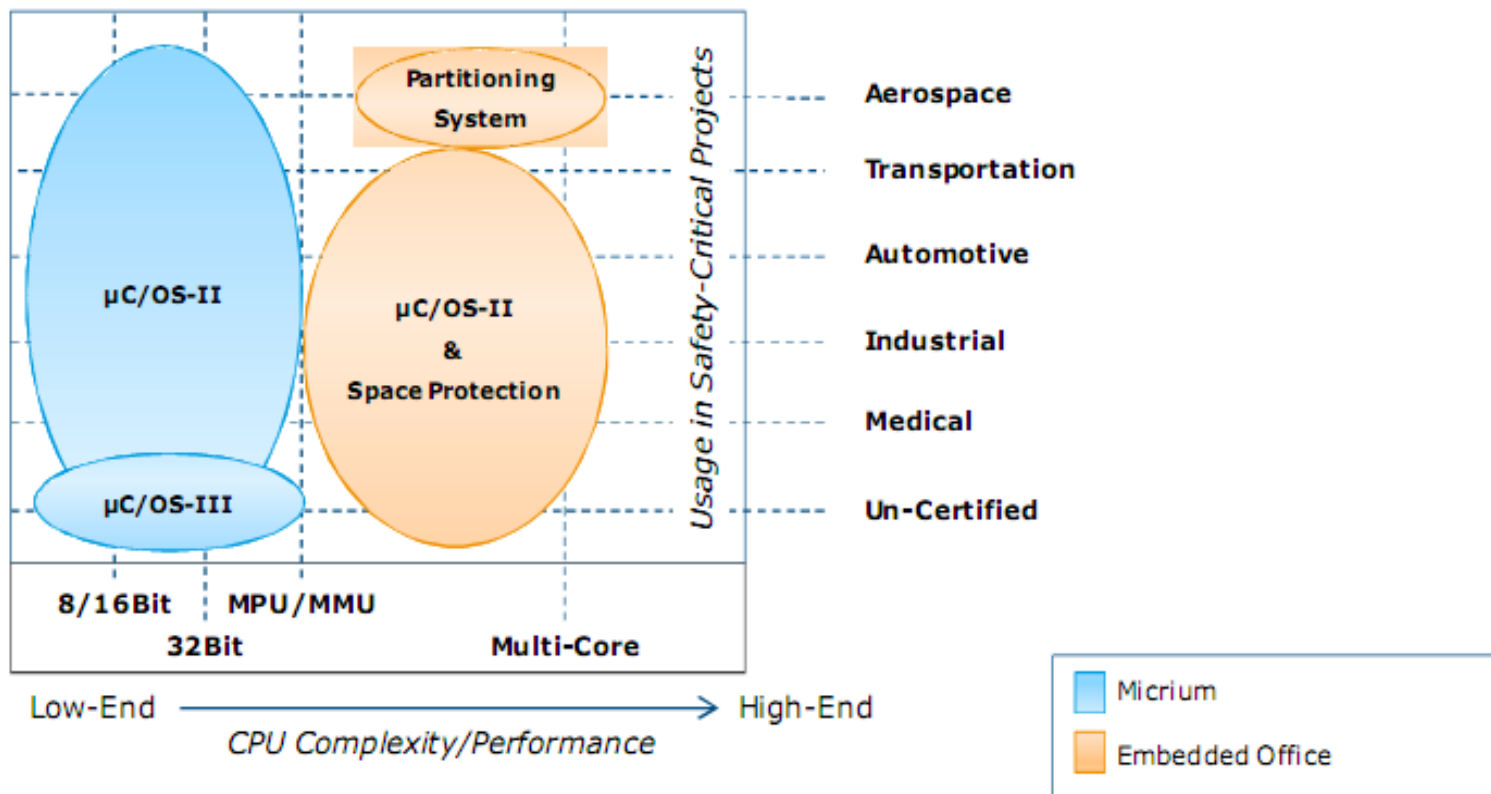 Partitioning
System
Aerospace
Transportation
Automotive
Industrial
Medical
Un-Certified
Usage in Safety-Critical Projects
µC/OS-II
µC/OS-II
&
Space Protection
µC/OS-III
8/16Bit
MPU/MMU
32Bit
Multi-Core
Low-End
High-End
CPU Complexity/Performance
Micrium
Embedded Office